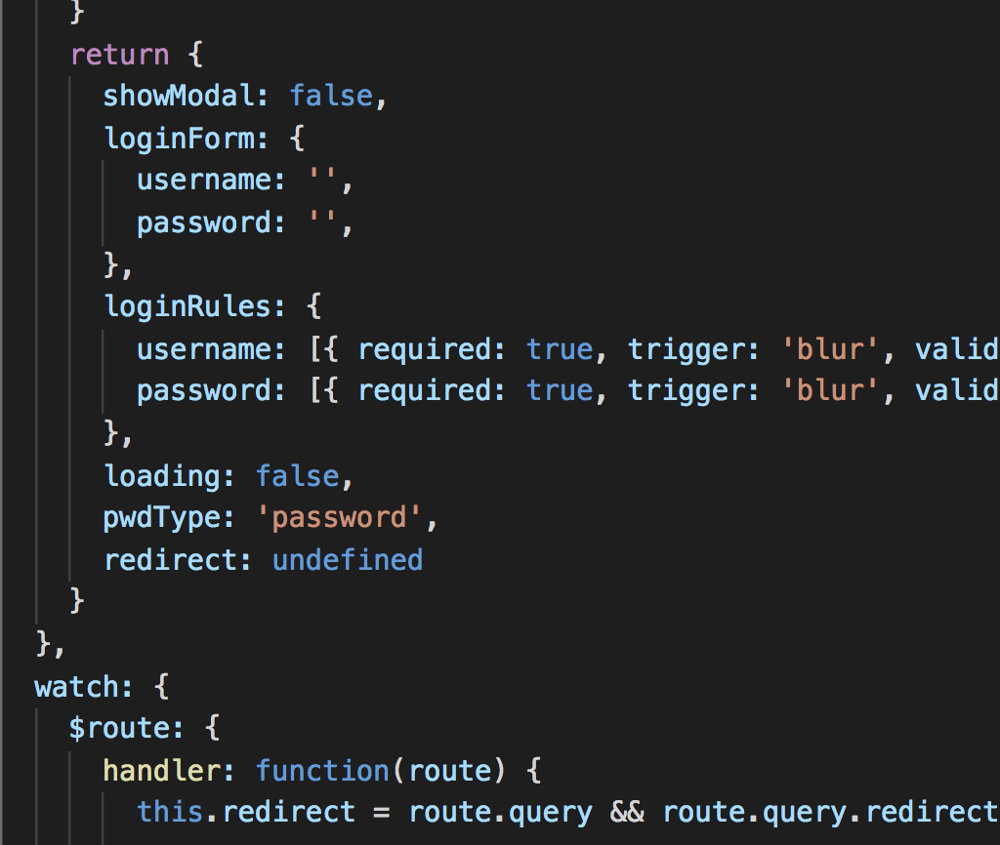 }
return {
showModal: false,
loginForm: {
username: '',
password: '',
},
loginRules: {
username: [{ required: true, trigger: 'blur', valid
password: [{ required: true, trigger: 'blur', valid
},
loading: false,
pwdType: 'password',
redirect: undefined
}
},
watch: {
$route: {
handler: function(route) {
this.redirect = route.query && route.query.redirect